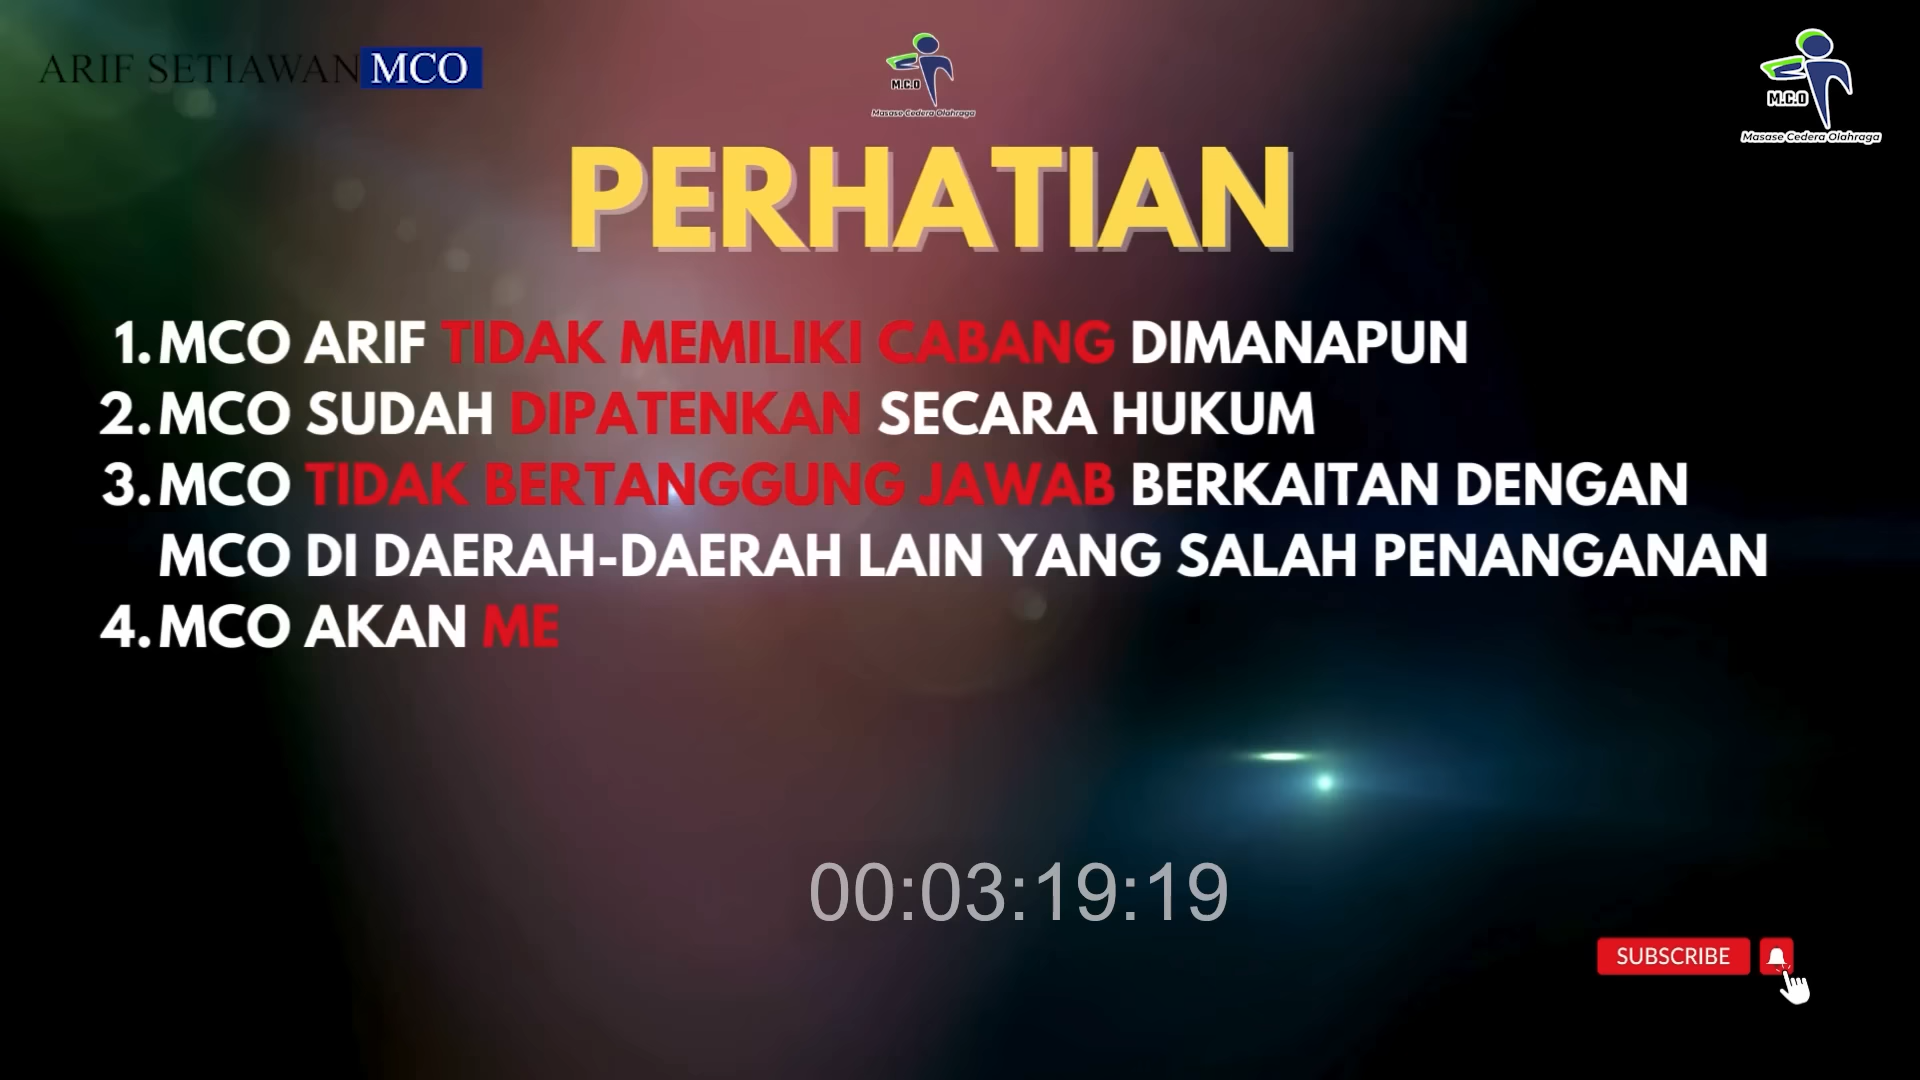 ARIF SETIAWAN MCO
M.C.O
Masase Cedera Olahraga
M.C.O
Masase Cedera Olahraga
PERHATIAN
1. MCO ARIF TIDAK MEMILIKI CABANG DIMANAPUN
2. MCO SUDAH DIPATENKAN SECARA HUKUM
3. MCO TIDAK BERTANGGUNG JAWAB BERKAITAN DENGAN
MCO DI DAERAH-DAERAH LAIN YANG SALAH PENANGANAN
4. MCO AKAN ME
00:03:19:19
SUBSCRIBE